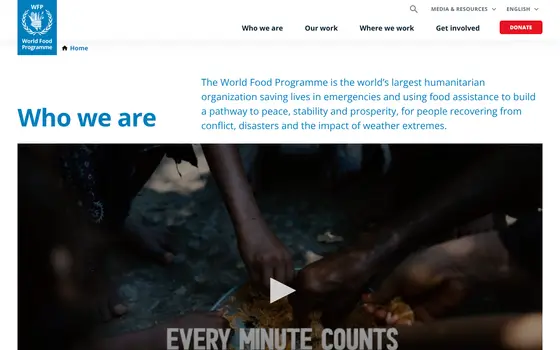 WFP
World Food
Programme
MEDIA & RESOURCES
ENGLISH
Who we are
Our work
Where we work
Get involved
DONATE
Home
Who we are
The World Food Programme is the world's largest humanitarian
organization saving lives in emergencies and using food assistance to build
a pathway to peace, stability and prosperity, for people recovering from
conflict, disasters and the impact of weather extremes.
EVERY MINUTE COUNTS